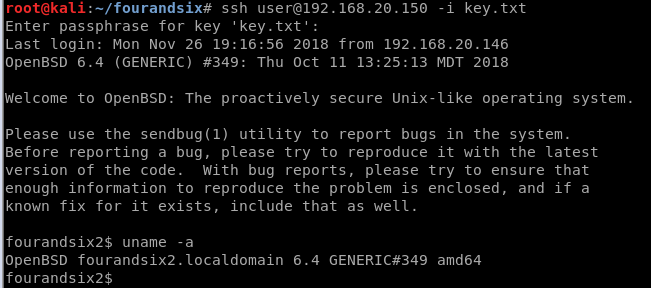 root@kali:~/fourandsix# ssh user@192.168.20.150 -i key.txt
Enter passphrase for key 'key.txt':
Last login: Mon Nov 26 19:16:56 2018 from 192.168.20.146
OpenBSD 6.4 (GENERIC) #349: Thu Oct 11 13:25:13 MDT 2018

Welcome to OpenBSD: The proactively secure Unix-like operating system.

Please use the sendbug(1) utility to report bugs in the system.
Before reporting a bug, please try to reproduce it with the latest
version of the code.  With bug reports, please try to ensure that
enough information to reproduce the problem is enclosed, and if a
known fix for it exists, include that as well.

fourandsix2$ uname -a
OpenBSD fourandsix2.localdomain 6.4 GENERIC#349 amd64
fourandsix2$